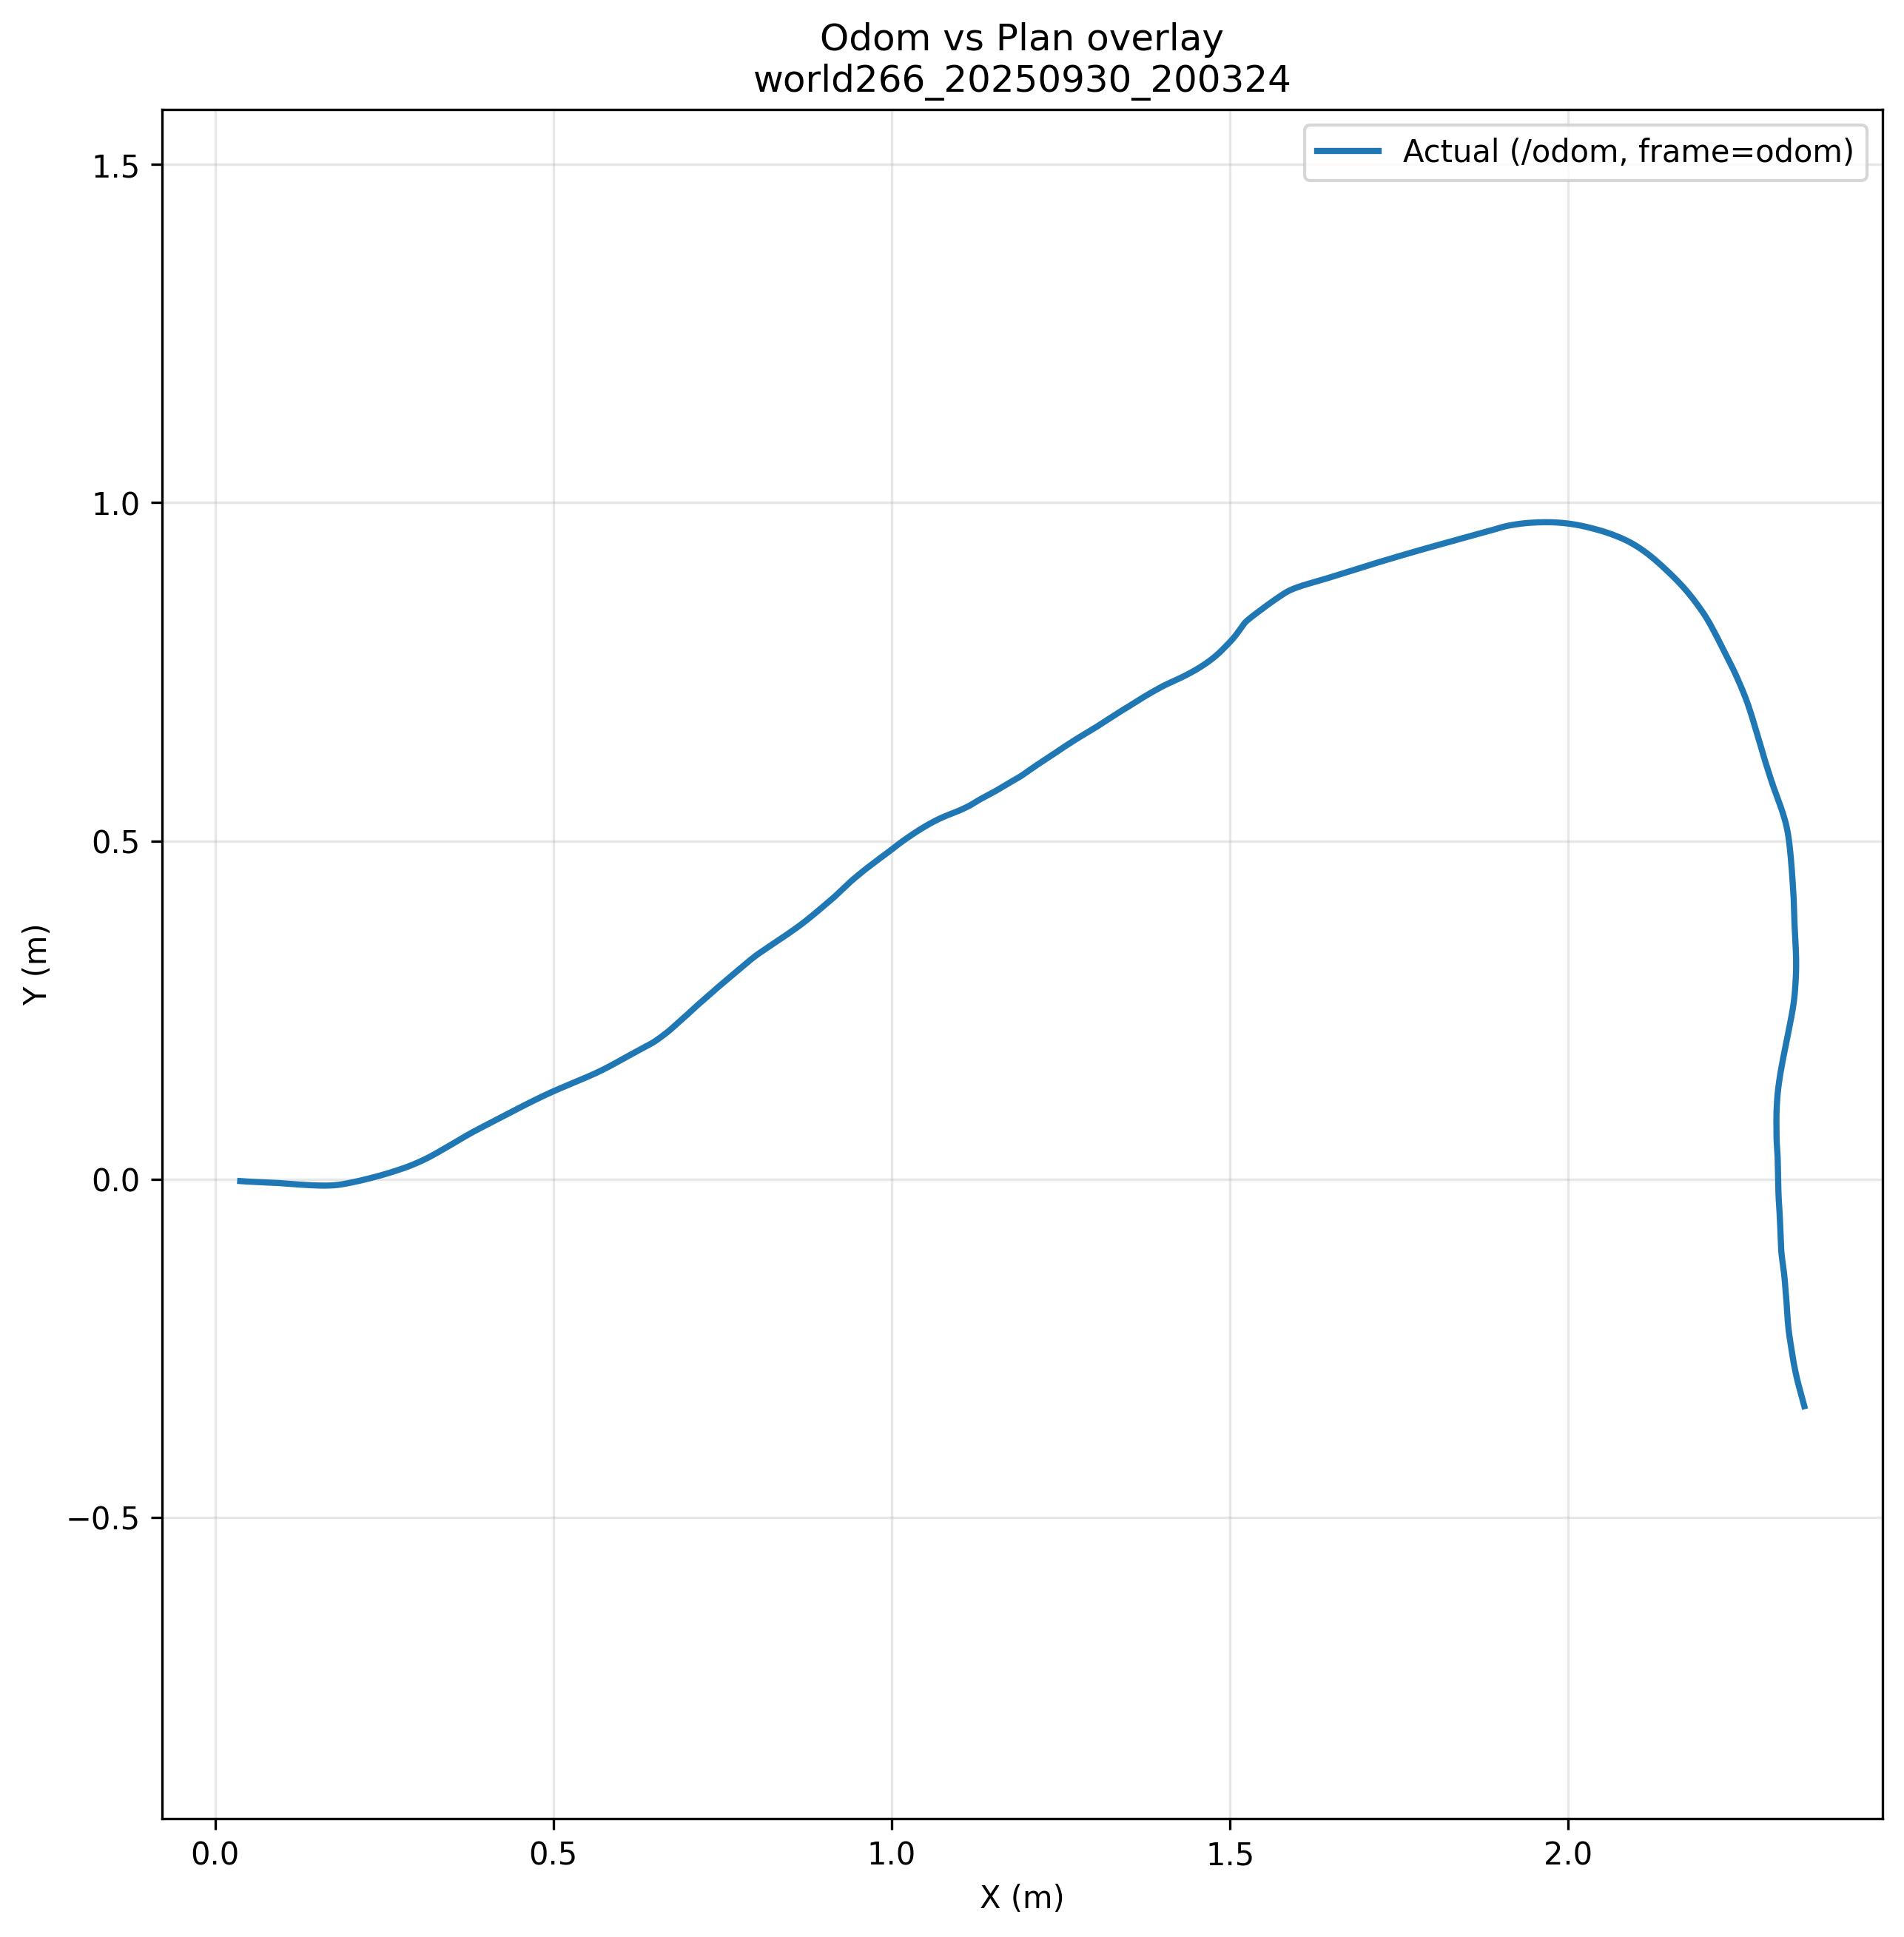 Odom vs Plan overlay
world266_20250930_200324
Actual (/odom, frame=odom)
1.5
1.0
0.5
0.0
−0.5
Y (m)
0.0 0.5 1.0 1.5 2.0
X (m)